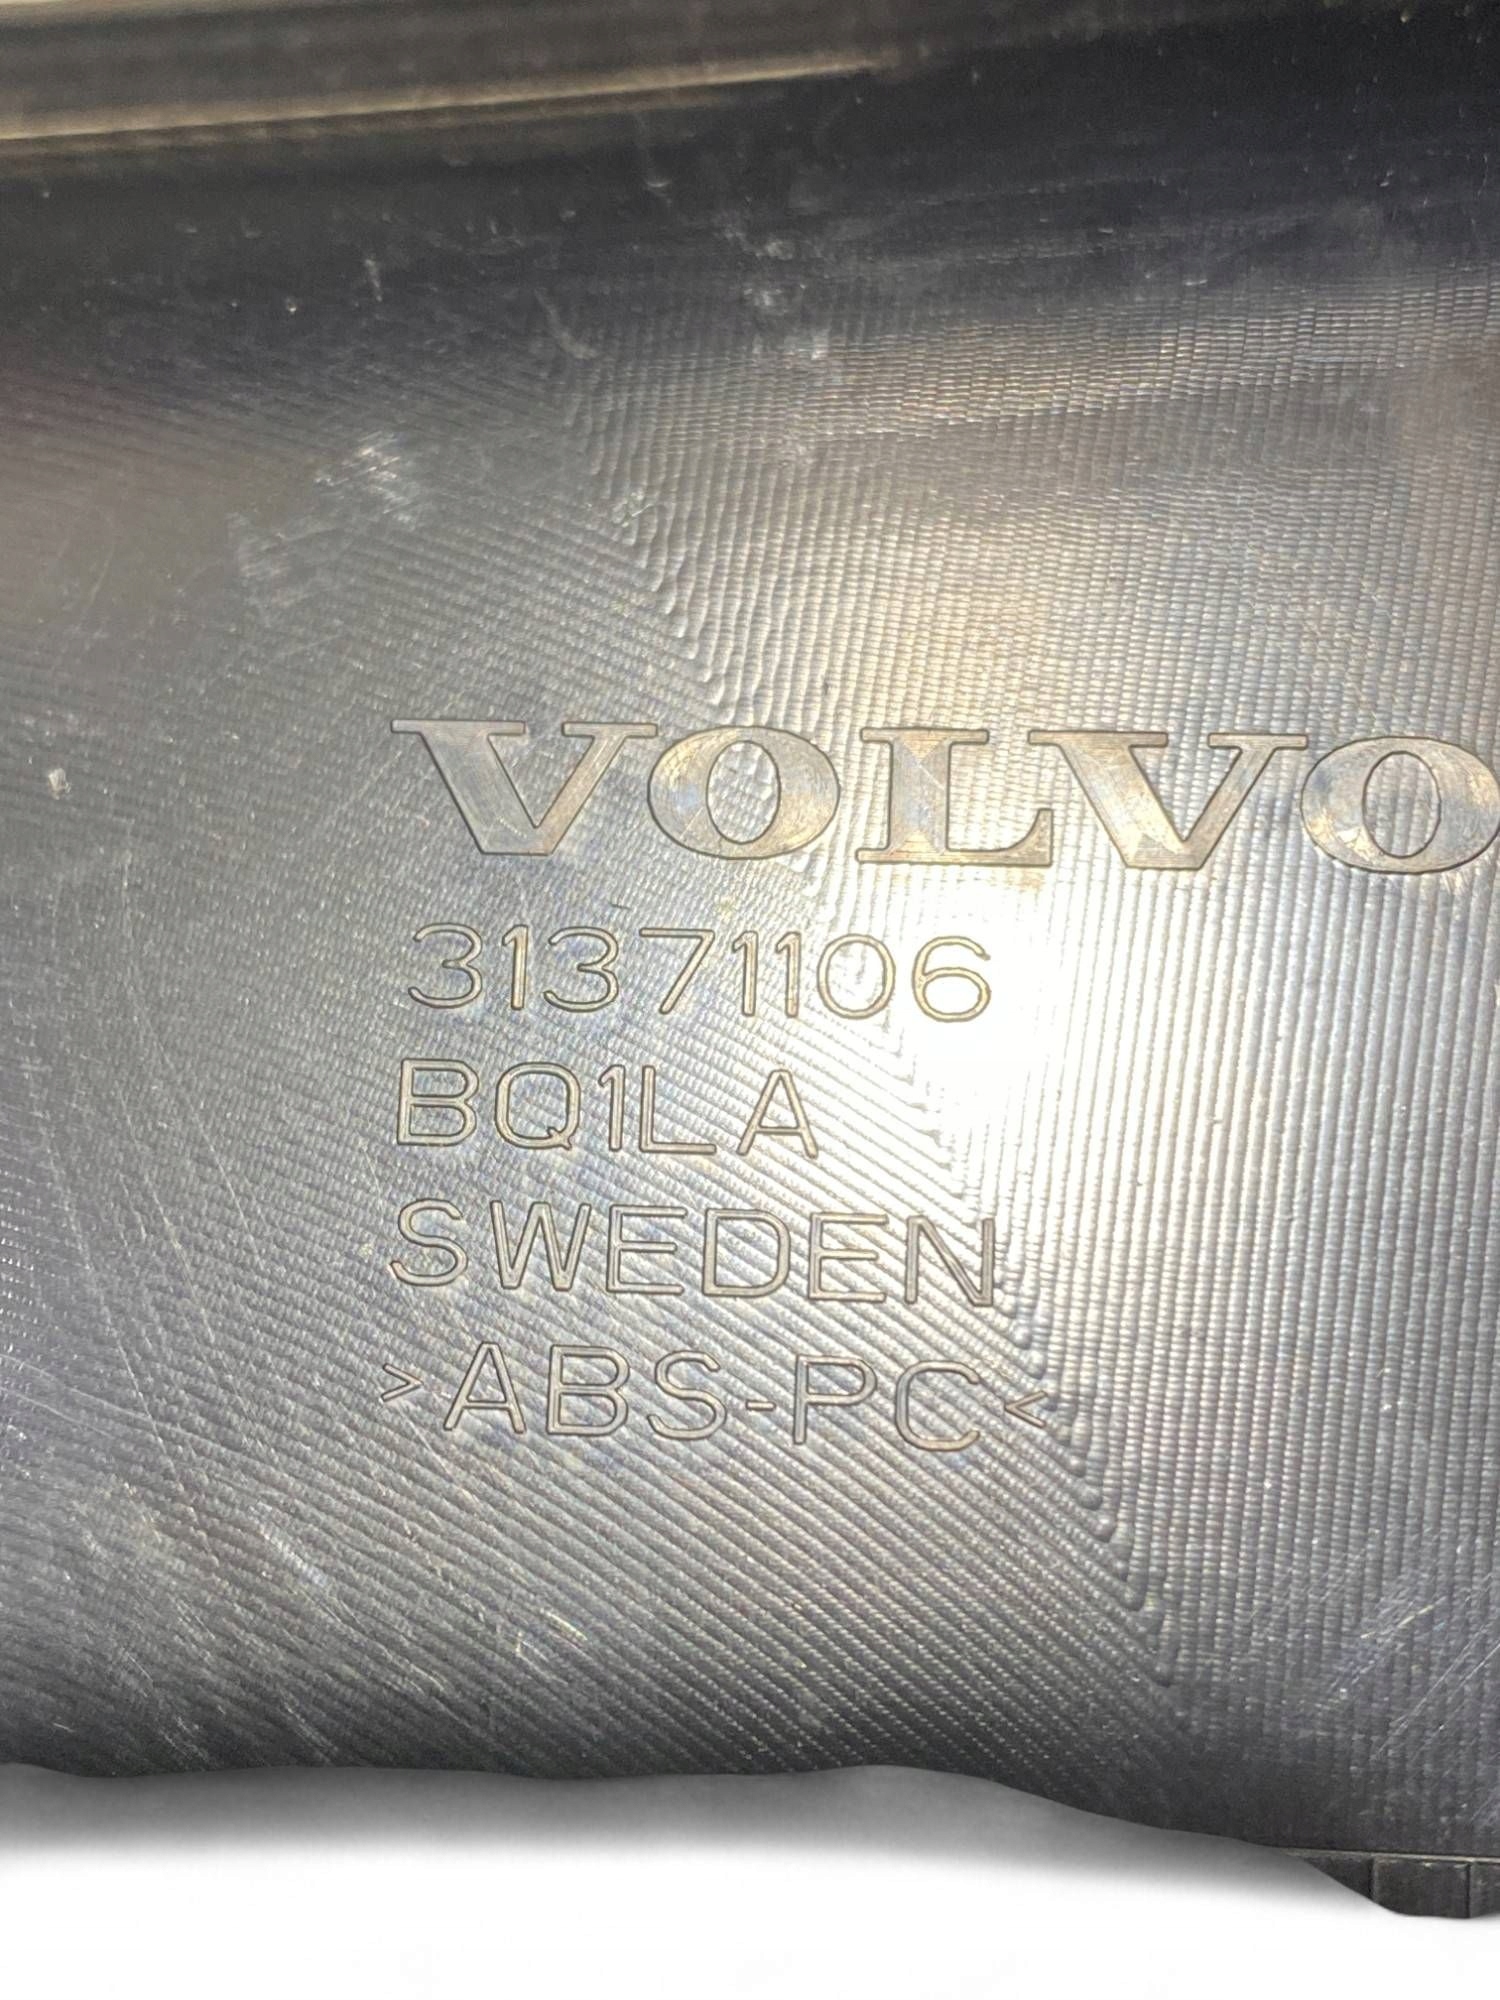 VOLVO
31371106
BQ1LA
SWEDEN
>ABS-PC<